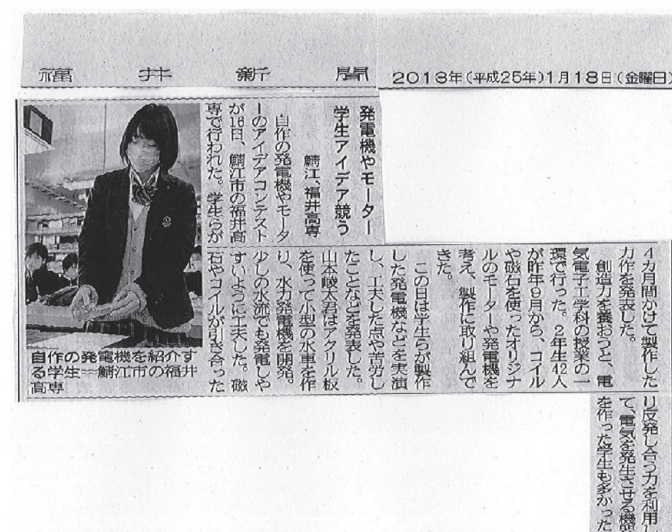 福井新聞 2013年(平成25年)1月18日(金曜日)
発電機やモーター
学生アイデア競う
鯖江、福井高専
自作の発電機やモータ
ーのアイデアコンテスト
が16日、鯖江市の福井高
専で行われた。学生らが
4カ月間かけて製作した
力作を発表した。
創造力を養おうと、電
気電子工学科の授業の一
環で行った。2年生42人
が昨年9月から、コイル
や磁石を使ったオリジナ
ルのモーターや発電機を
考え、製作に取り組んで
きた。
この日は学生らが製作
した発電機などを実演
し、工夫した点や苦労し
たことなどを発表した。
山本崚太君はアクリル板
を使って小型の水車を作
り、水力発電機を開発。
少しの水流でも発電しや
すいように工夫した。磁
石やコイルが引き合った
り反発し合う力を利用し
て、電気を発生させる機
を作った学生も多かった
自作の発電機を紹介す
る学生＝鯖江市の福井
高専